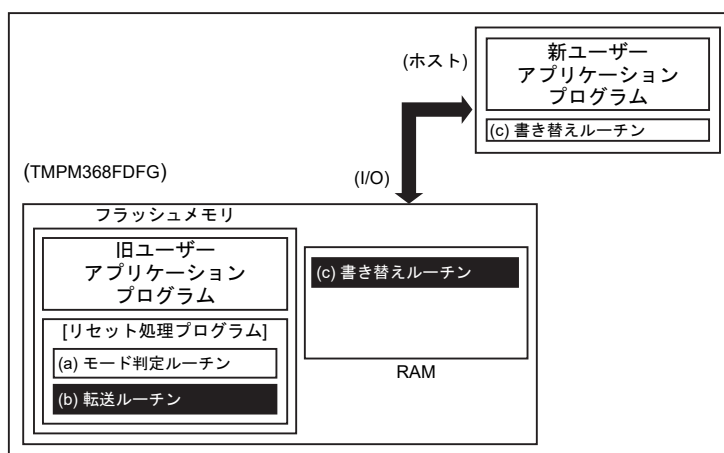 (ホスト)
新ユーザー
アプリケーション
プログラム
(c) 書き替えルーチン
(TMPM368FDFG)
(I/O)
フラッシュメモリ
旧ユーザー
アプリケーション
プログラム
[リセット処理プログラム]
(a) モード判定ルーチン
(b) 転送ルーチン
(c) 書き替えルーチン
RAM